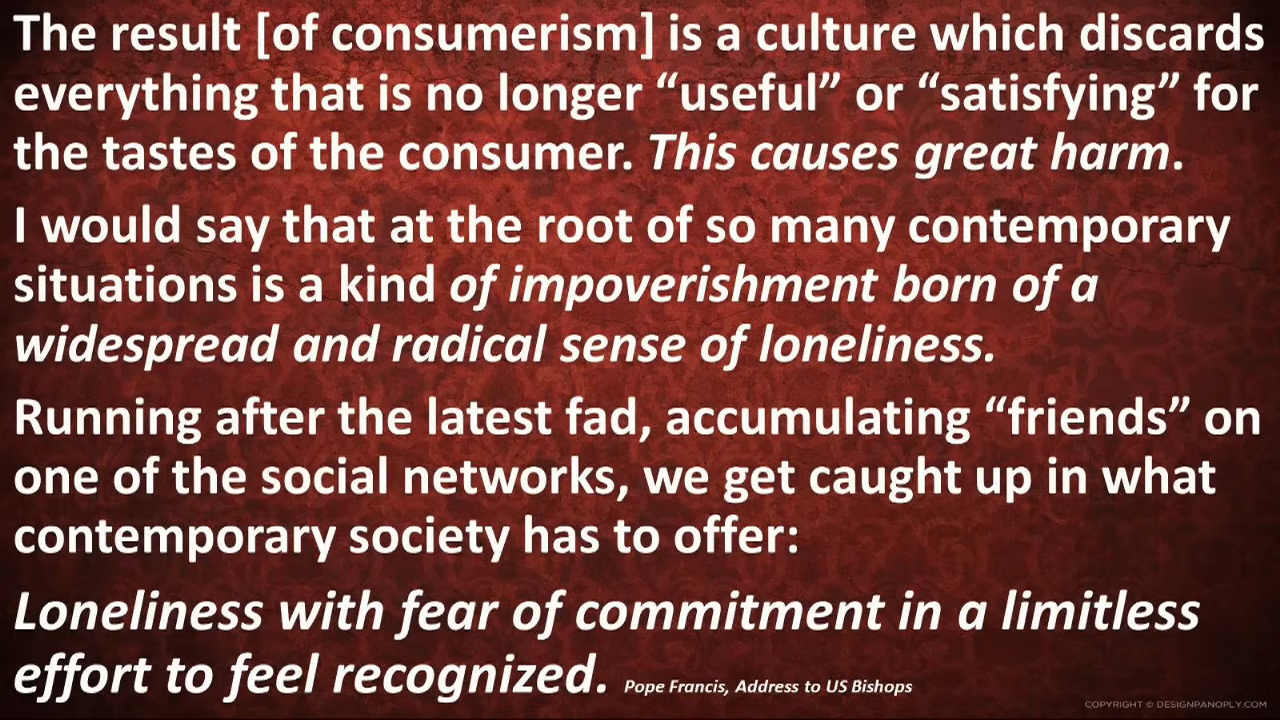 The result [of consumerism] is a culture which discards
everything that is no longer “useful” or “satisfying” for
the tastes of the consumer. This causes great harm.
I would say that at the root of so many contemporary
situations is a kind of impoverishment born of a
widespread and radical sense of loneliness.
Running after the latest fad, accumulating “friends” on
one of the social networks, we get caught up in what
contemporary society has to offer:
Loneliness with fear of commitment in a limitless
effort to feel recognized. Pope Francis, Address to US Bishops
COPYRIGHT © DESIGNPANOPLY.COM